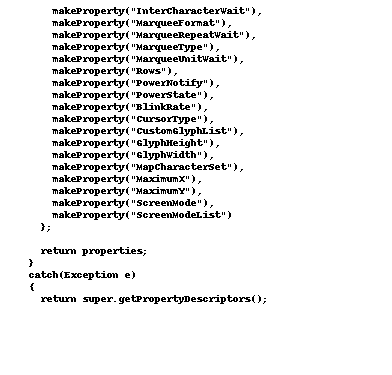 makeProperty("InterCharacterWait"),
makeProperty("MarqueeFormat"),
makeProperty("MarqueeRepeatWait"),
makeProperty("MarqueeType"),
makeProperty("MarqueeUnitWait"),
makeProperty("Rows"),
makeProperty("PowerNotify"),
makeProperty("PowerState"),
makeProperty("BlinkRate"),
makeProperty("CursorType"),
makeProperty("CustomGlyphList"),
makeProperty("GlyphHeight"),
makeProperty("GlyphWidth"),
makeProperty("MapCharacterSet"),
makeProperty("MaximumX"),
makeProperty("MaximumY"),
makeProperty("ScreenMode"),
makeProperty("ScreenModeList")
};
return properties;
}
catch(Exception e)
{
return super.getPropertyDescriptors();